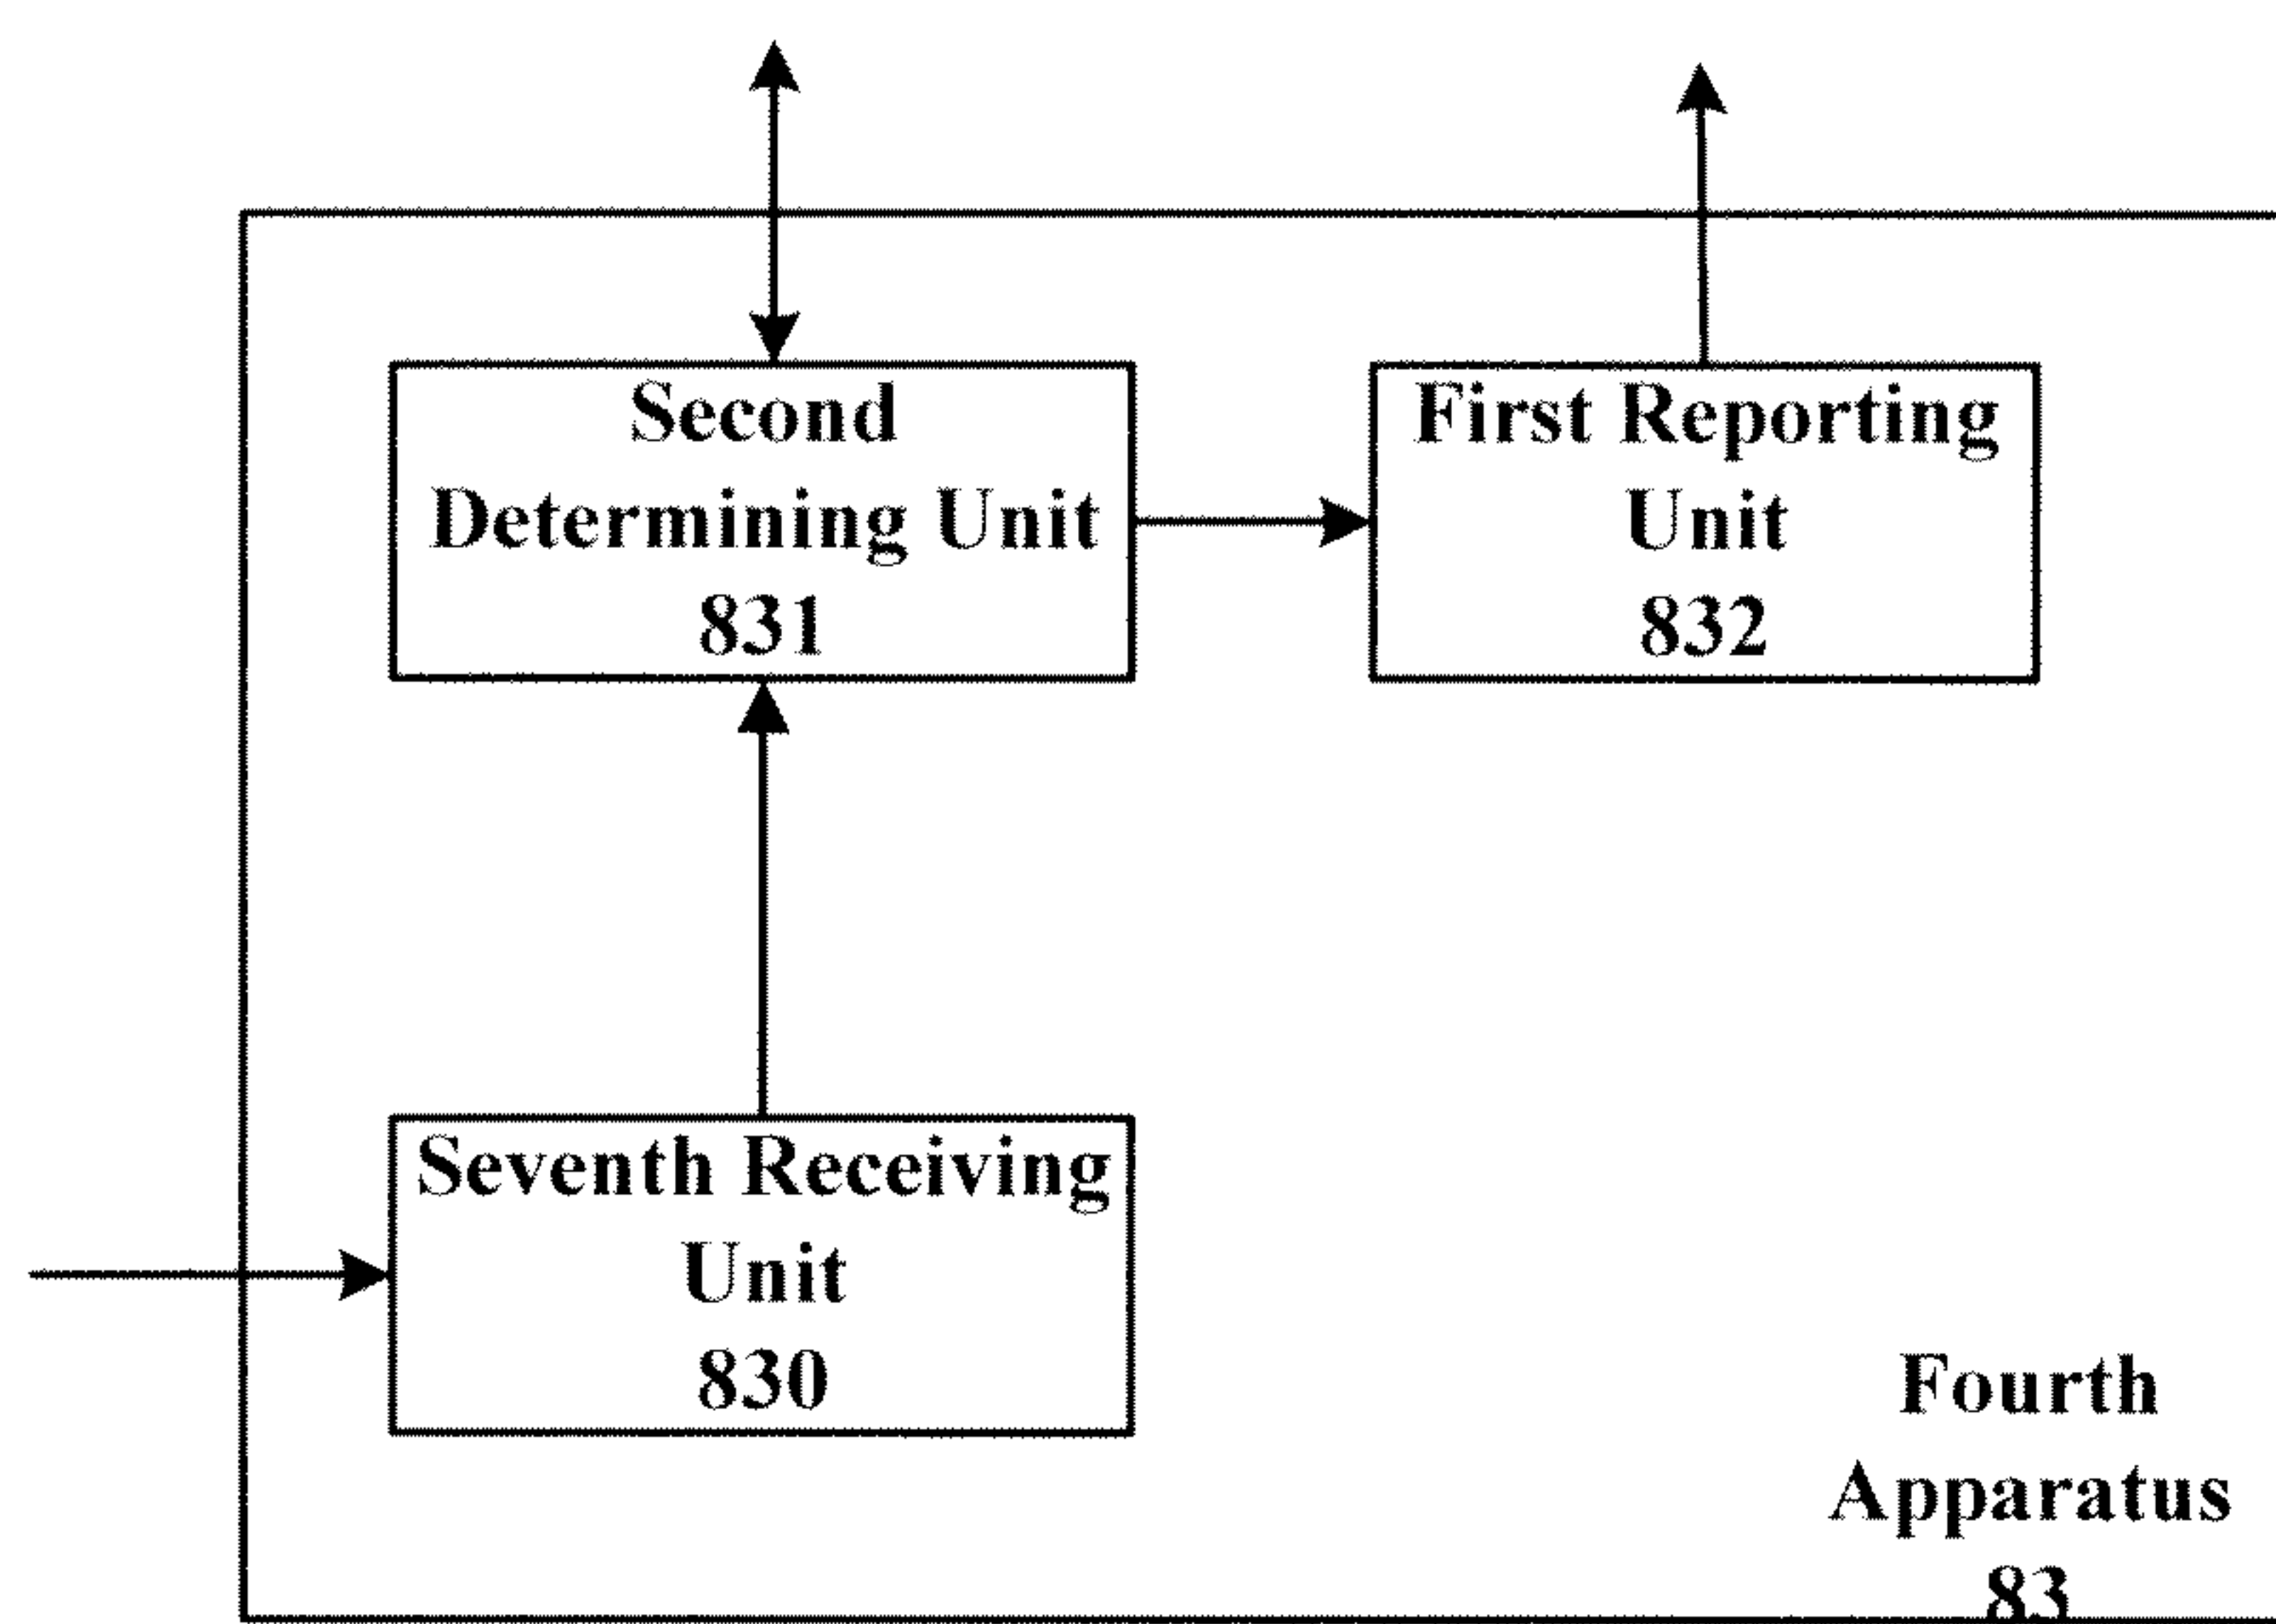 Second
Determining Unit
831
First Reporting
Unit
832
Seventh Receiving
Unit
830
Fourth
Apparatus
83